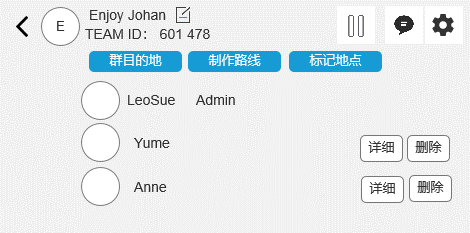 E
Enjoy Johan
TEAM ID: 601 478
群目的地 制作路线 标记地点
LeoSue Admin
Yume 详细 删除
Anne 详细 删除